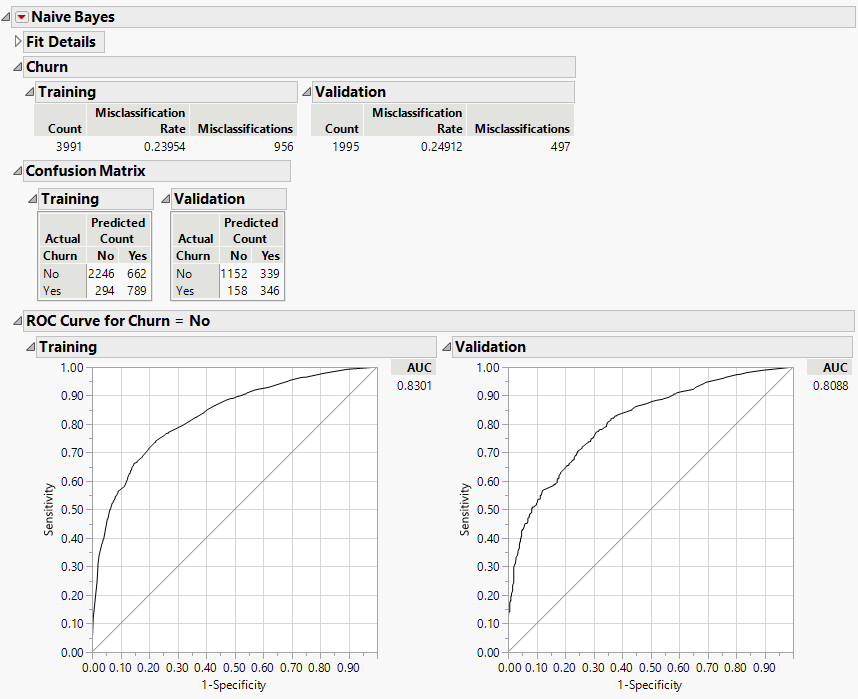 Naive Bayes
Fit Details
Churn
Training
Count Misclassification Rate Misclassifications
3991 0.23954 956
Validation
Count Misclassification Rate Misclassifications
1995 0.24912 497
Confusion Matrix
Training
Actual Predicted
Count
Churn No Yes
No 2246 662
Yes 294 789
Validation
Actual Predicted
Count
Churn No Yes
No 1152 339
Yes 158 346
ROC Curve for Churn = No
Training
1.00
0.90
0.80
0.70
0.60
0.50
0.40
0.30
0.20
0.10
0.00
Sensitivity
0.00 0.10 0.20 0.30 0.40 0.50 0.60 0.70 0.80 0.90
1-Specificity
AUC
0.8301
Validation
1.00
0.90
0.80
0.70
0.60
0.50
0.40
0.30
0.20
0.10
0.00
Sensitivity
0.00 0.10 0.20 0.30 0.40 0.50 0.60 0.70 0.80 0.90
1-Specificity
AUC
0.8088